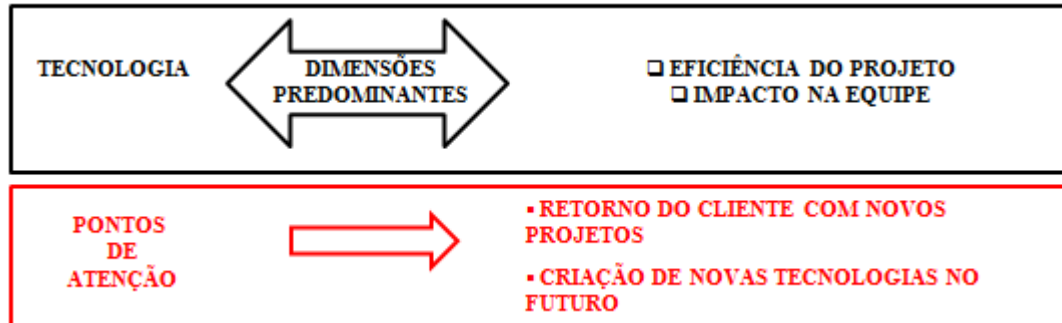 TECNOLOGIA
DIMENSÕES
PREDOMINANTES
❑ EFICIÊNCIA DO PROJETO
❑ IMPACTO NA EQUIPE
PONTOS
DE
ATENÇÃO
▪ RETORNO DO CLIENTE COM NOVOS
PROJETOS
▪ CRIAÇÃO DE NOVAS TECNOLOGIAS NO
FUTURO